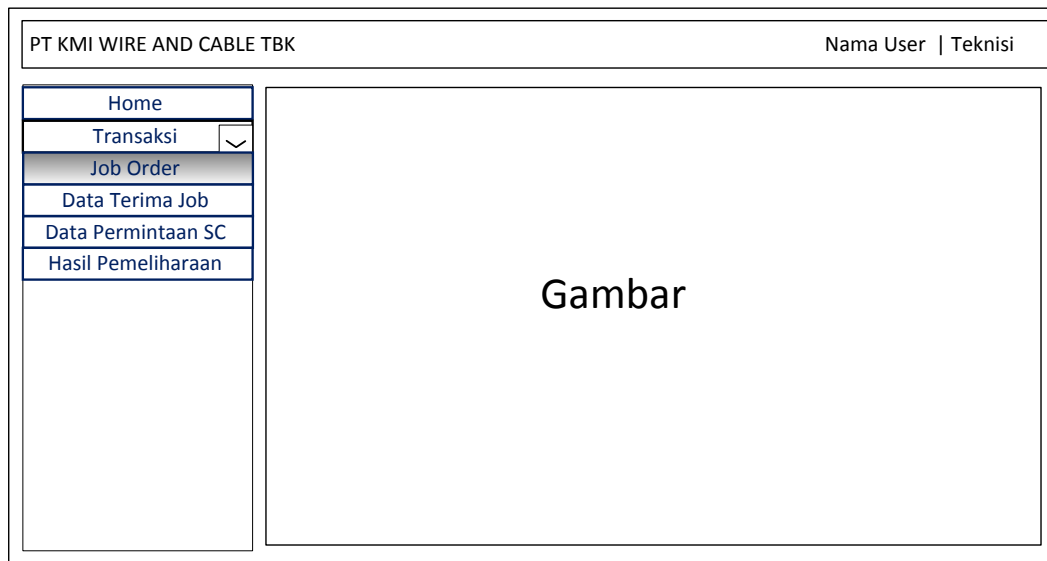 PT KMI WIRE AND CABLE TBK
Nama User | Teknisi
Home
Transaksi
Job Order
Data Terima Job
Data Permintaan SC
Hasil Pemeliharaan
Gambar